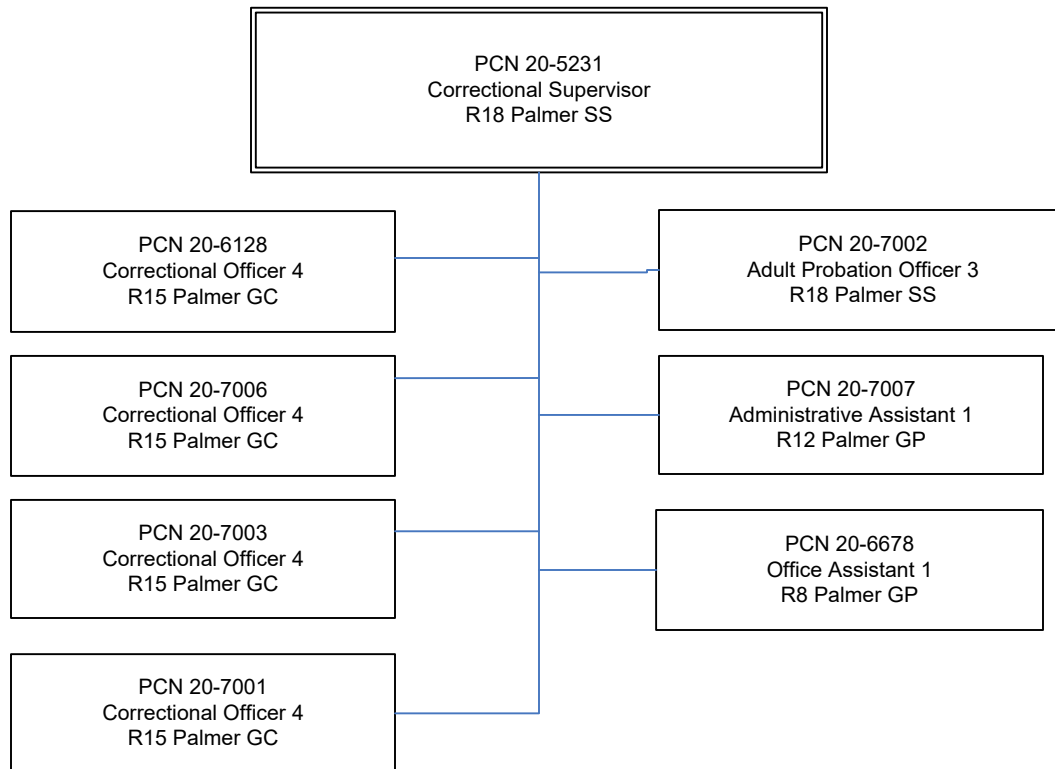 PCN 20-5231
Correctional Supervisor
R18 Palmer SS
PCN 20-6128
Correctional Officer 4
R15 Palmer GC
PCN 20-7002
Adult Probation Officer 3
R18 Palmer SS
PCN 20-7006
Correctional Officer 4
R15 Palmer GC
PCN 20-7007
Administrative Assistant 1
R12 Palmer GP
PCN 20-7003
Correctional Officer 4
R15 Palmer GC
PCN 20-6678
Office Assistant 1
R8 Palmer GP
PCN 20-7001
Correctional Officer 4
R15 Palmer GC